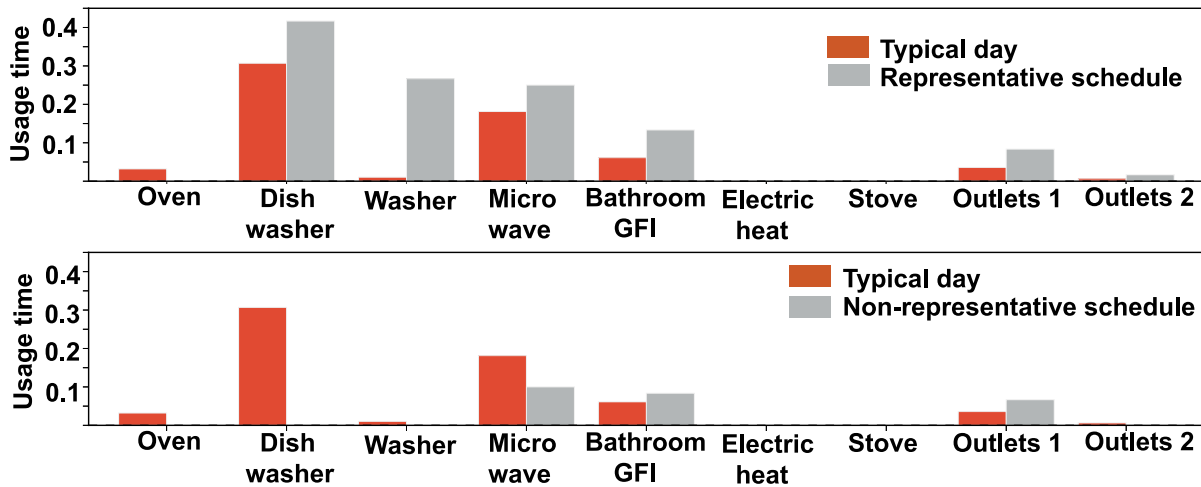 Usage time
0.4
0.3
0.2
0.1
Typical day
Representative schedule
Oven Dish washer Washer Micro wave Bathroom GFI Electric heat Stove Outlets 1 Outlets 2
Usage time
0.4
0.3
0.2
0.1
Typical day
Non-representative schedule
Oven Dish washer Washer Micro wave Bathroom GFI Electric heat Stove Outlets 1 Outlets 2